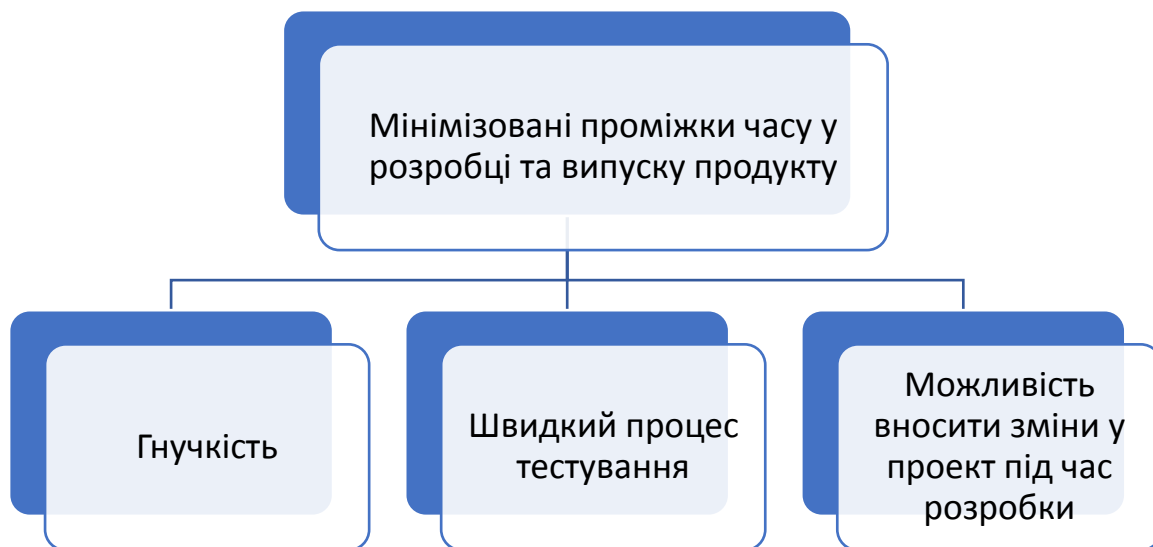 Мінімізовані проміжки часу у
розробці та випуску продукту
Гнучкість
Швидкий процес
тестування
Можливість
вносити зміни у
проект під час
розробки